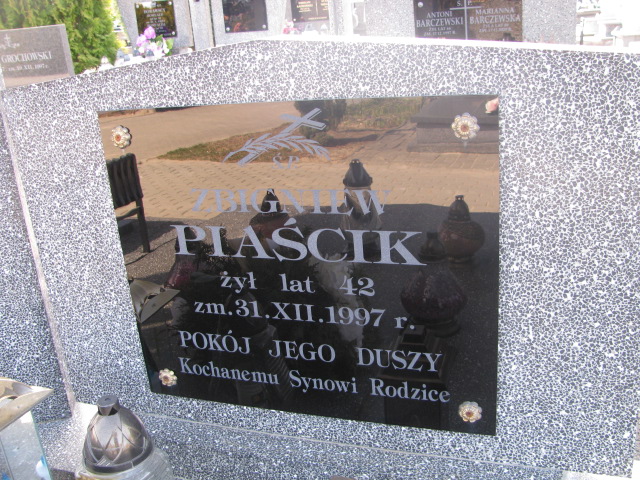 GROCHOWSKI
ANTONI
BARCZEWSKI
MARIANNA
BARCZEWSKA
Ś.P.
ZBIGNIEW
PIAŚCIK
żył lat 42
zm.31.XII.1997 r.
POKÓJ JEGO DUSZY
Kochanemu Synowi Rodzice